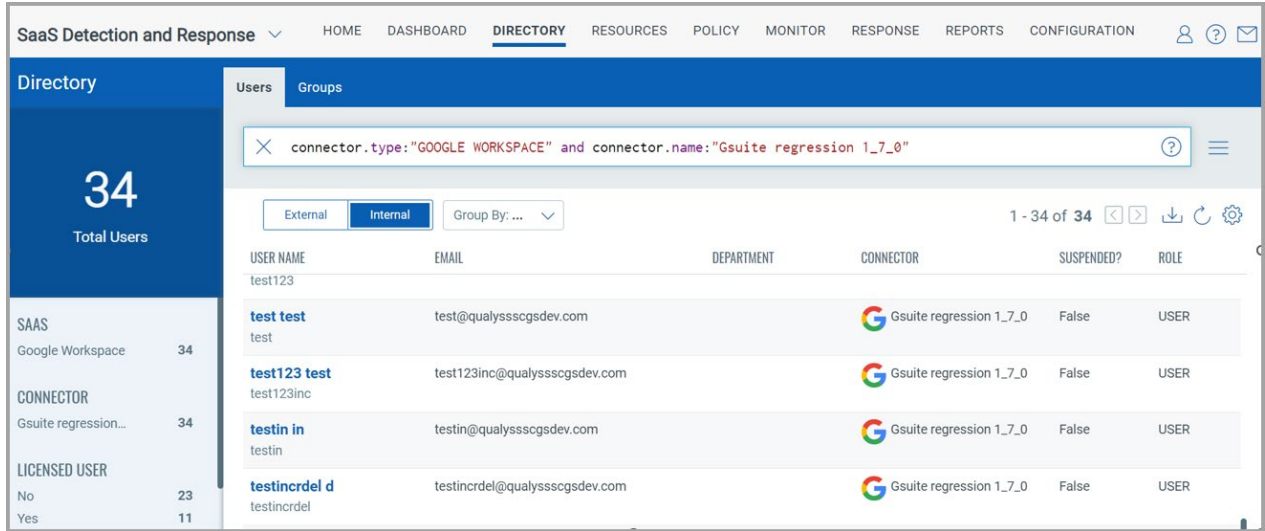 SaaS Detection and Response
HOME DASHBOARD DIRECTORY RESOURCES POLICY MONITOR RESPONSE REPORTS CONFIGURATION
Directory
Users Groups
connector.type:"GOOGLE WORKSPACE" and connector.name:"Gsuite regression 1_7_0"
34
Total Users
External Internal Group By: ... 1 - 34 of 34
USER NAME EMAIL DEPARTMENT CONNECTOR SUSPENDED? ROLE
test123
test test test@qualyssscgsdev.com Gsuite regression 1_7_0 False USER
test
test123 test test123inc@qualyssscgsdev.com Gsuite regression 1_7_0 False USER
test123inc
testin in testin@qualyssscgsdev.com Gsuite regression 1_7_0 False USER
testin
testincrdel d testincrdel@qualyssscgsdev.com Gsuite regression 1_7_0 False USER
testincrdel
SAAS
Google Workspace 34
CONNECTOR
Gsuite regression... 34
LICENSED USER
No 23
Yes 11